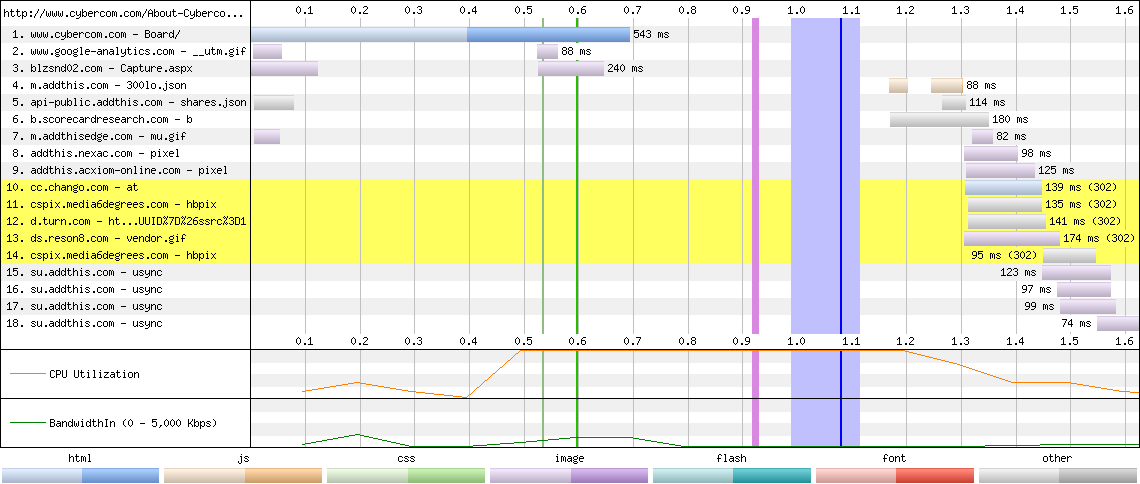 http://www.cybercom.com/About-Cyberco...
0.1 0.2 0.3 0.4 0.5 0.6 0.7 0.8 0.9 1.0 1.1 1.2 1.3 1.4 1.5 1.6
1. www.cybercom.com - Board/ 543 ms
2. www.google-analytics.com - __utm.gif 88 ms
3. blzsnd02.com - Capture.aspx 240 ms
4. m.addthis.com - 300lo.json 88 ms
5. api-public.addthis.com - shares.json 114 ms
6. b.scorecardresearch.com - b 180 ms
7. m.addthisedge.com - mu.gif 82 ms
8. addthis.nexac.com - pixel 98 ms
9. addthis.acxiom-online.com - pixel 125 ms
10. cc.chango.com - at 139 ms (302)
11. cspix.media6degrees.com - hbpix 135 ms (302)
12. d.turn.com - ht...UUID%7D%26ssrc%3D1 141 ms (302)
13. ds.reson8.com - vendor.gif 174 ms (302)
14. cspix.media6degrees.com - hbpix 95 ms (302)
15. su.addthis.com - usync 123 ms
16. su.addthis.com - usync 97 ms
17. su.addthis.com - usync 99 ms
18. su.addthis.com - usync 74 ms
0.1 0.2 0.3 0.4 0.5 0.6 0.7 0.8 0.9 1.0 1.1 1.2 1.3 1.4 1.5 1.6
CPU Utilization
BandwidthIn (0 - 5,000 Kbps)
html js css image flash font other